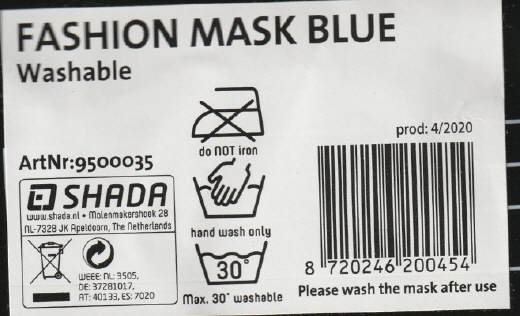 FASHION MASK BLUE
Washable
do NOT iron
prod: 4/2020
ArtNr:9500035
SHADA
www.shada.nl • Molenmakershoek 28
NL-7328 JK Apeldoorn, The Netherlands
hand wash only
WEEE: NL: 3505,
DE: 37281017,
AT: 40133, ES: 7020
30°
Max. 30° washable
8 720246 200454
Please wash the mask after use